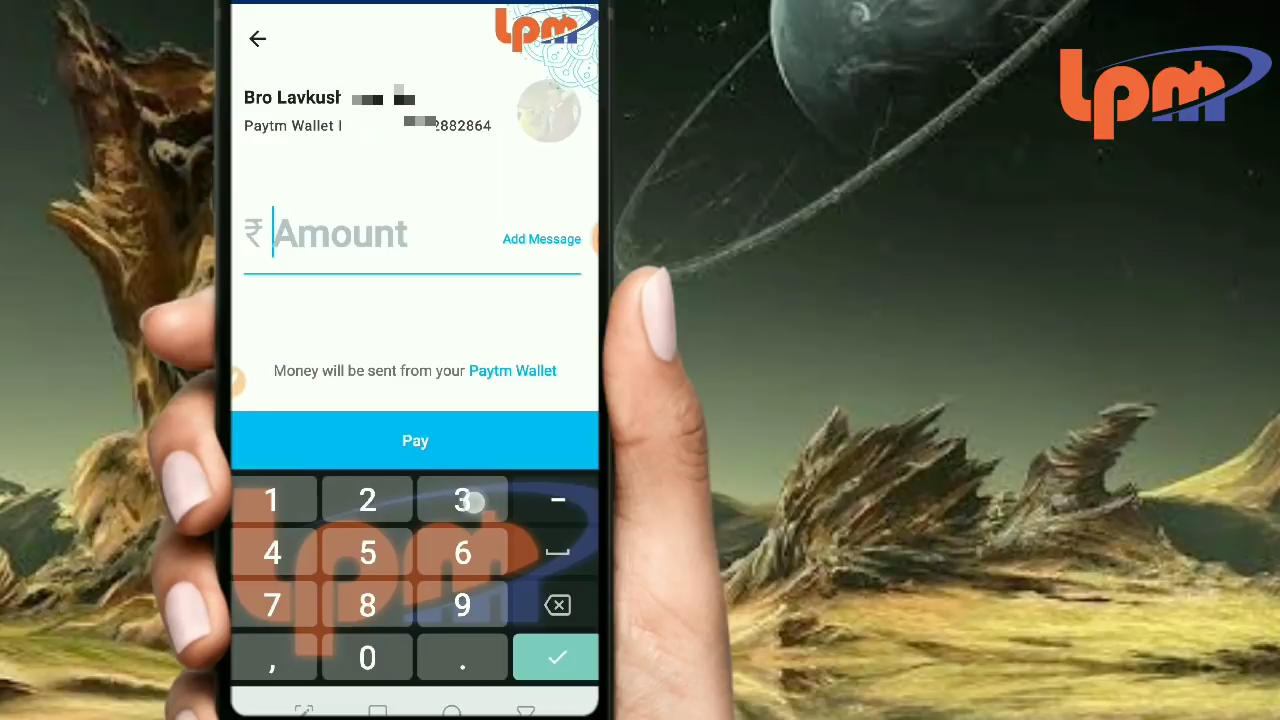 lpm
lpm
Bro Lavkush
Paytm Wallet
2882864
₹ Amount
Add Message
Money will be sent from your Paytm Wallet
Pay
1 2 3 -
4 5 6
7 8 9
, 0 .
lpm